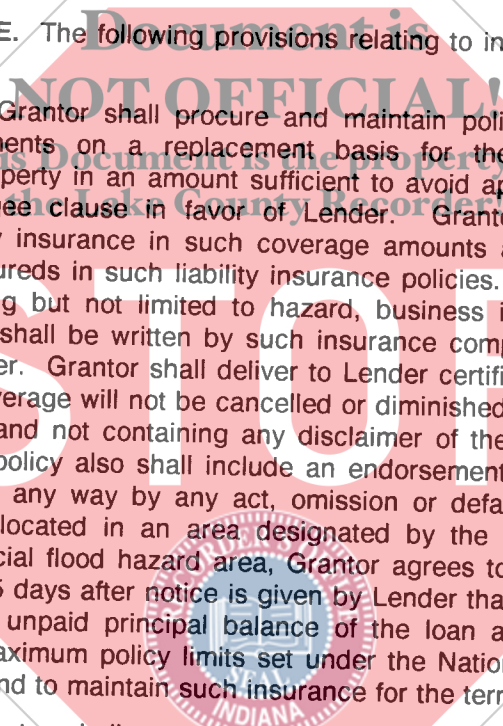 Document is
E. The following provisions relating to in
NOT OFFICIAL!
Grantor shall procure and maintain poli
ments on a replacement basis for the
This Document is the property
perty in an amount sufficient to avoid ap
the Lake County Recorder!
ee clause in favor of Lender. Grant
insurance in such coverage amounts
ureds in such liability insurance policies.
g but not limited to hazard, business i
shall be written by such insurance comp
er. Grantor shall deliver to Lender certifi
verage will not be cancelled or diminished
STOP
and not containing any disclaimer of the
policy also shall include an endorsement
any way by any act, omission or defa
located in an area designated by the
cial flood hazard area, Grantor agrees to
5 days after notice is given by Lender tha
unpaid principal balance of the loan a
aximum policy limits set under the Nation
nd to maintain such insurance for the terr
RECORDER'S OFFICE
SEAL
INDIANA